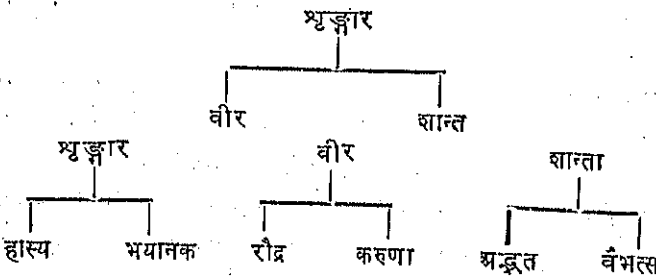 शृङ्गार
वीर शान्त
शृङ्गार वीर शान्ता
हास्य भयानक रौद्र करुणा अद्भुत वैभत्स